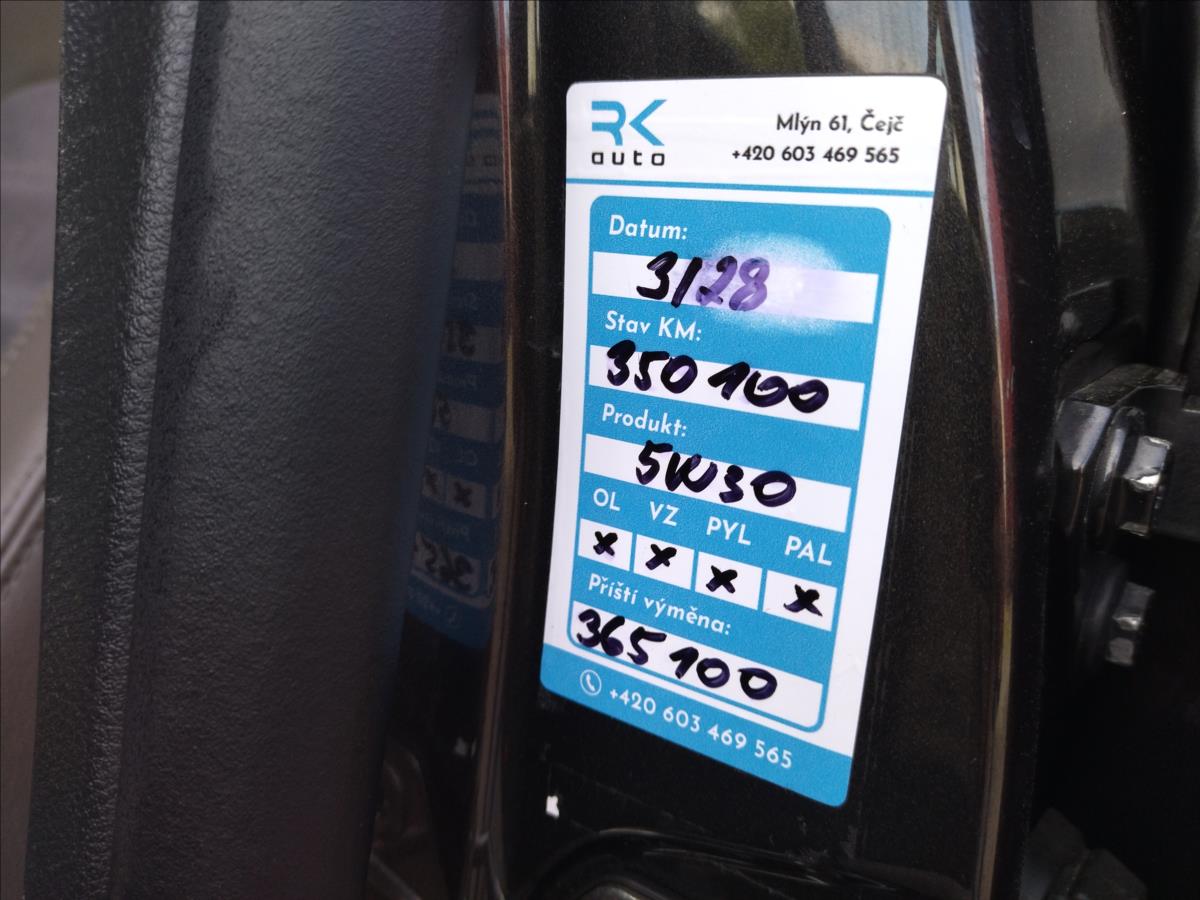 RK
auto
Mlýn 61, Čejč
+420 603 469 565
Datum:
3/28
Stav KM:
350 100
Produkt:
5W30
OL VZ PYL PAL
x x x x
Příští výměna:
365 100
+420 603 469 565